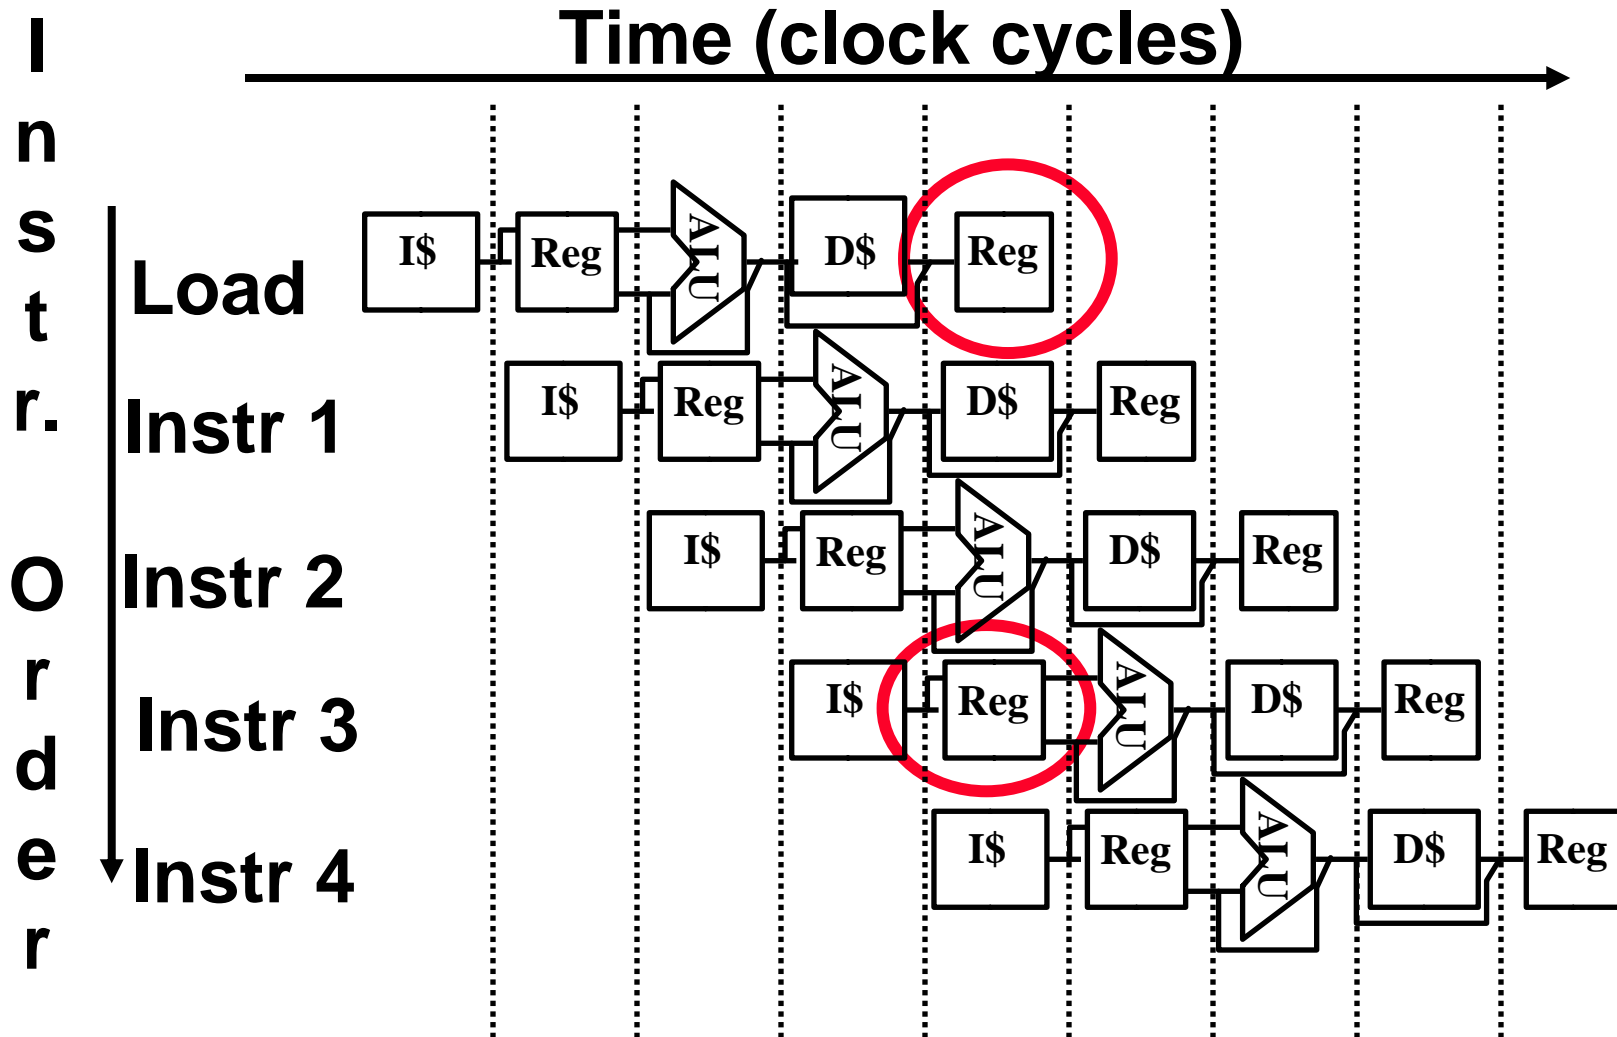 Time (clock cycles)
I
n
s
t
r.
O
r
d
e
r
Load
I$ Reg ALU D$ Reg
Instr 1
I$ Reg ALU D$ Reg
Instr 2
I$ Reg ALU D$ Reg
Instr 3
I$ Reg ALU D$ Reg
Instr 4
I$ Reg ALU D$ Reg